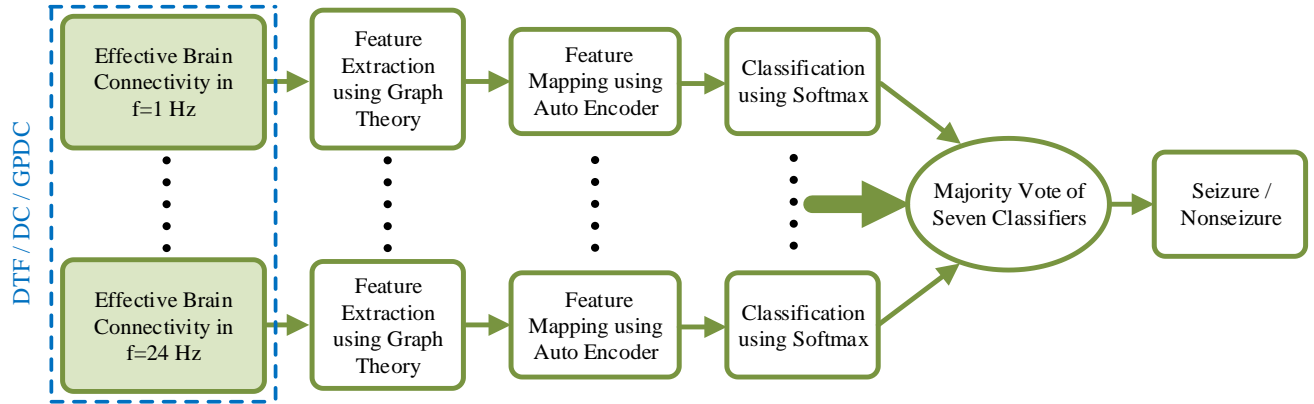 DTF / DC / GPDC
Effective Brain
Connectivity in
f=1 Hz
Feature
Extraction
using Graph
Theory
Feature
Mapping using
Auto Encoder
Classification
using Softmax
Majority Vote of
Seven Classifiers
Seizure /
Nonseizure
Effective Brain
Connectivity in
f=24 Hz
Feature
Extraction
using Graph
Theory
Feature
Mapping using
Auto Encoder
Classification
using Softmax